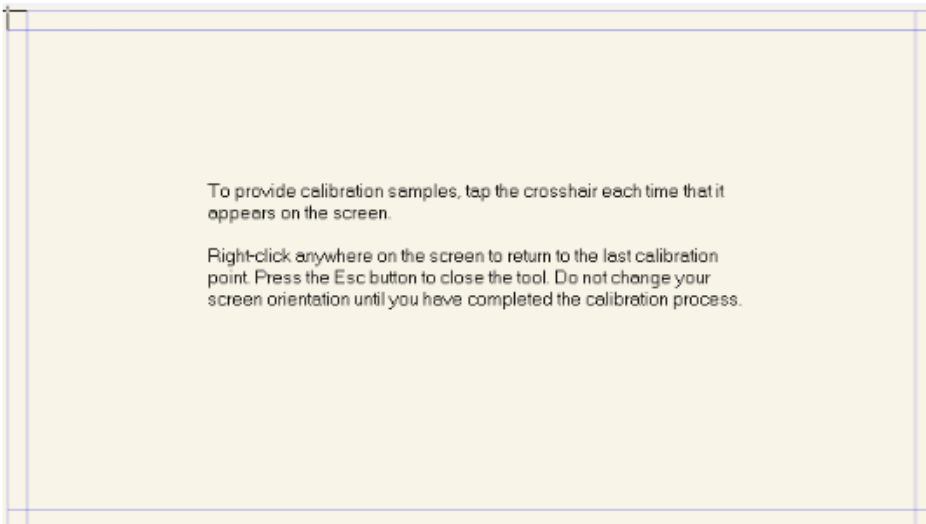 To provide calibration samples, tap the crosshair each time that it
appears on the screen.
Right-click anywhere on the screen to return to the last calibration
point. Press the Esc button to close the tool. Do not change your
screen orientation until you have completed the calibration process.